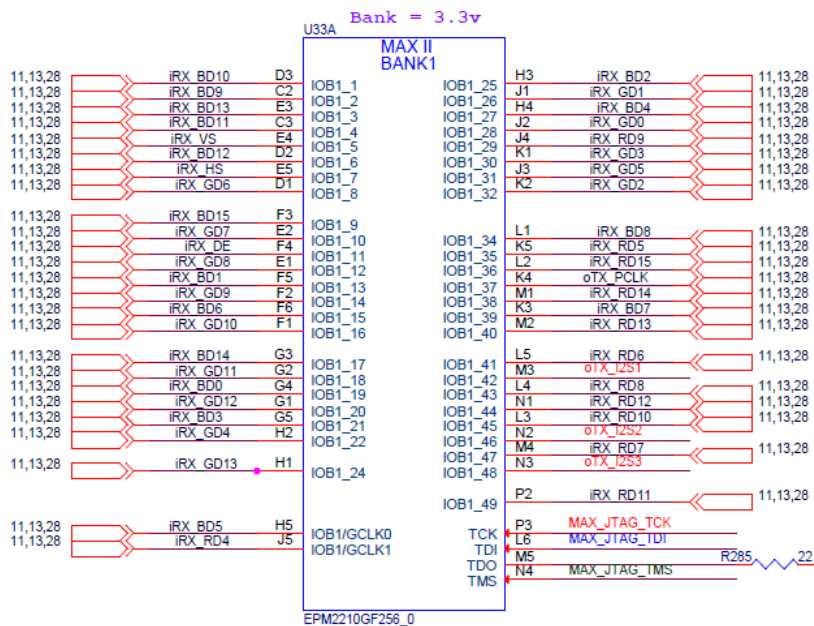 Bank = 3.3v
U33A
MAX II
BANK1
11,13,28 iRX_BD10 D3 IOB1_1
11,13,28 iRX_BD9 C2 IOB1_2
11,13,28 iRX_BD13 E3 IOB1_3
11,13,28 iRX_BD11 C3 IOB1_4
11,13,28 iRX_VS E4 IOB1_5
11,13,28 iRX_BD12 D2 IOB1_6
11,13,28 iRX_HS E5 IOB1_7
11,13,28 iRX_GD6 D1 IOB1_8
11,13,28 iRX_BD15 F3 IOB1_9
11,13,28 iRX_GD7 E2 IOB1_10
11,13,28 iRX_DE F4 IOB1_11
11,13,28 iRX_GD8 E1 IOB1_12
11,13,28 iRX_BD1 F5 IOB1_13
11,13,28 iRX_GD9 F2 IOB1_14
11,13,28 iRX_BD6 F6 IOB1_15
11,13,28 iRX_GD10 F1 IOB1_16
11,13,28 iRX_BD14 G3 IOB1_17
11,13,28 iRX_GD11 G2 IOB1_18
11,13,28 iRX_BD0 G4 IOB1_19
11,13,28 iRX_GD12 G1 IOB1_20
11,13,28 iRX_BD3 G5 IOB1_21
11,13,28 iRX_GD4 H2 IOB1_22
11,13,28 iRX_GD13 H1 IOB1_24
11,13,28 iRX_BD5 H5 IOB1/GCLK0
11,13,28 iRX_RD4 J5 IOB1/GCLK1
IOB1_25 H3 iRX_BD2 11,13,28
IOB1_26 J1 iRX_GD1 11,13,28
IOB1_27 H4 iRX_BD4 11,13,28
IOB1_28 J2 iRX_GD0 11,13,28
IOB1_29 J4 iRX_RD9 11,13,28
IOB1_30 K1 iRX_GD3 11,13,28
IOB1_31 J3 iRX_GD5 11,13,28
IOB1_32 K2 iRX_GD2 11,13,28
IOB1_34 L1 iRX_BD8 11,13,28
IOB1_35 K5 iRX_RD5 11,13,28
IOB1_36 L2 iRX_RD15 11,13,28
IOB1_37 K4 oTX_PCLK 11,13,28
IOB1_38 M1 iRX_RD14 11,13,28
IOB1_39 K3 iRX_BD7 11,13,28
IOB1_40 M2 iRX_RD13 11,13,28
IOB1_41 L5 iRX_RD6 11,13,28
IOB1_42 M3 oTX_I2S1
IOB1_43 L4 iRX_RD8 11,13,28
IOB1_44 N1 iRX_RD12 11,13,28
IOB1_45 L3 iRX_RD10 11,13,28
IOB1_46 N2 oTX_I2S2
IOB1_47 M4 iRX_RD7 11,13,28
IOB1_48 N3 oTX_I2S3
IOB1_49 P2 iRX_RD11 11,13,28
TCK P3 MAX_JTAG_TCK
TDI L6 MAX_JTAG_TDI
TDO M5 R285 22
TMS N4 MAX_JTAG_TMS
EPM2210GF256_0